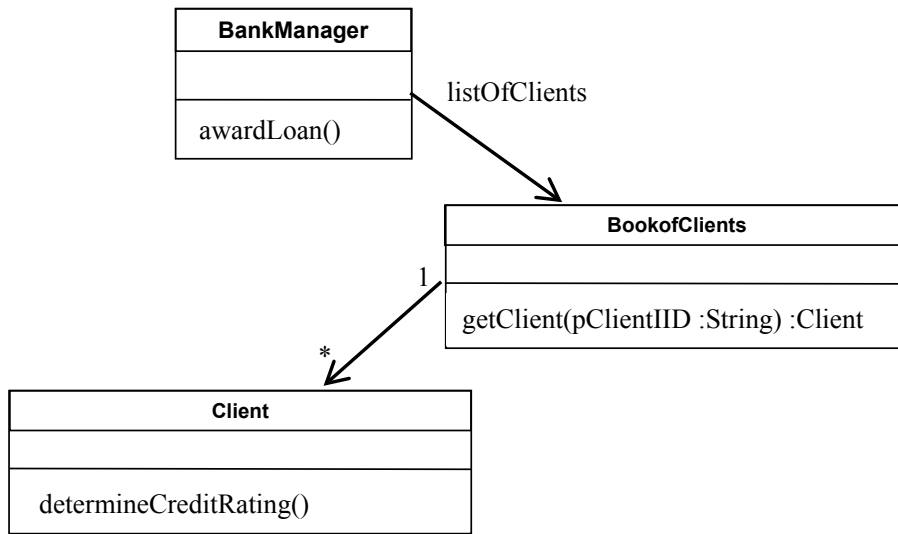 BankManager
listOfClients
awardLoan()
BookofClients
1
getClient(pClientIID :String) :Client
*
Client
determineCreditRating()